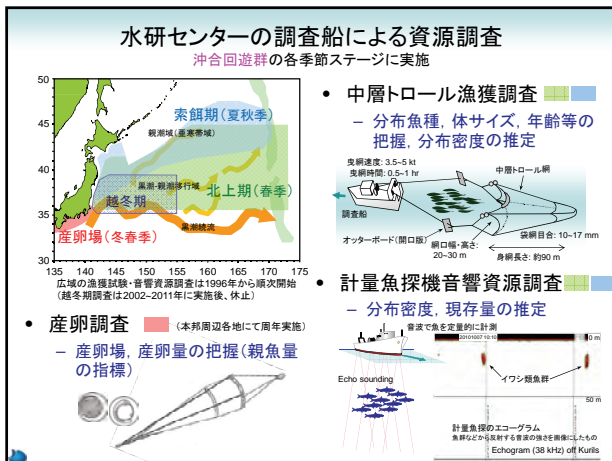 水研センターの調査船による資源調査
沖合回遊群の各季節ステージに実施
50
45
40
35
30
135 140 145 150 155 160 165 170 175
索餌期(夏秋季)
親潮域(亜寒帯域)
黒潮-親潮移行域
北上期(春季)
越冬期
産卵場(冬春季)
黒潮続流
広域の漁獲試験・音響資源調査は1996年から順次開始
(越冬期調査は2002~2011年に実施後、休止)
• 産卵調査 (本邦周辺各地にて周年実施)
– 産卵場, 産卵量の把握(親魚量
の指標)
• 中層トロール漁獲調査
– 分布魚種, 体サイズ, 年齢等の
把握, 分布密度の推定
曳網速度: 3.5~5 kt
曳網時間: 0.5~1 hr
中層トロール網
調査船
オッターボード(開口版)
網口幅・高さ:
20~30 m
袋網目合: 10~17 mm
身網長さ: 約90 m
• 計量魚探機音響資源調査
– 分布密度, 現存量の推定
音波で魚を定量的に計測
Echo sounding
20101007 10:10
0 m
イワシ類魚群
50 m
計量魚探のエコーグラム
魚群などから反射する音波の強さを画像にしたもの
Echogram (38 kHz) off Kurils